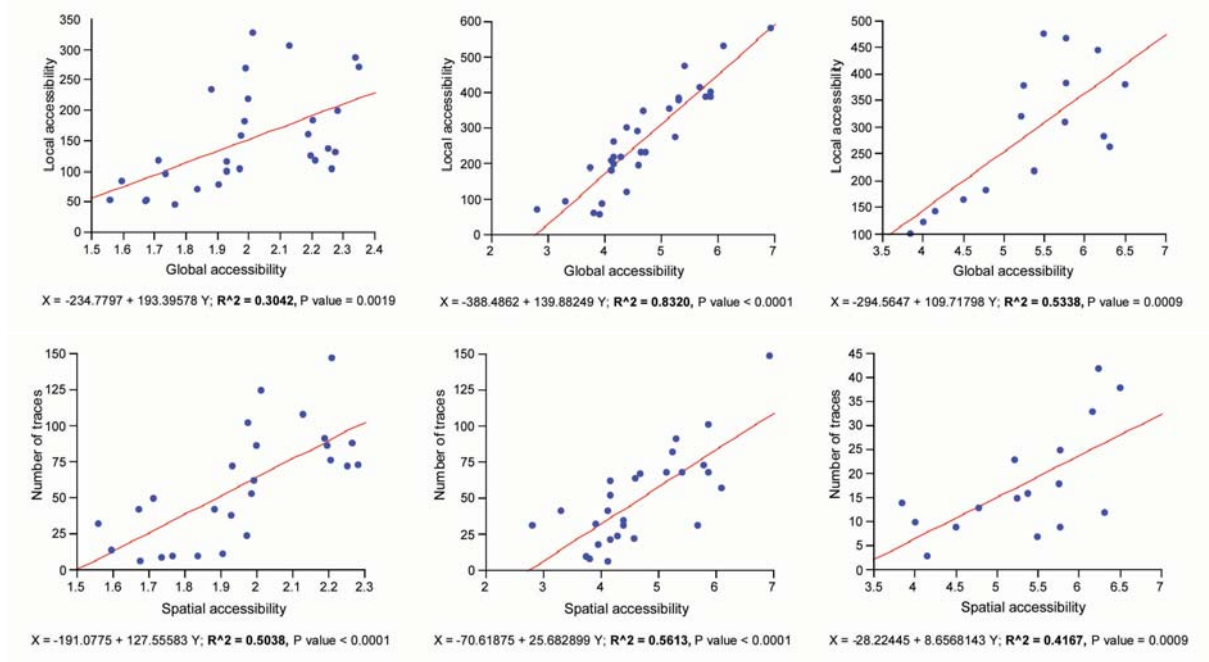 350
300
250
200
150
100
50
0
Local accessibility
1.5 1.6 1.7 1.8 1.9 2 2.1 2.2 2.3 2.4
Global accessibility
X = -234.7797 + 193.39578 Y; R^2 = 0.3042, P value = 0.0019
600
500
400
300
200
100
0
Local accessibility
2 3 4 5 6 7
Global accessibility
X = -388.4862 + 139.88249 Y; R^2 = 0.8320, P value < 0.0001
500
450
400
350
300
250
200
150
100
Local accessibility
3.5 4 4.5 5 5.5 6 6.5 7
Global accessibility
X = -294.5647 + 109.71798 Y; R^2 = 0.5338, P value = 0.0009
150
125
100
75
50
25
0
Number of traces
1.5 1.6 1.7 1.8 1.9 2 2.1 2.2 2.3
Spatial accessibility
X = -191.0775 + 127.55583 Y; R^2 = 0.5038, P value < 0.0001
150
125
100
75
50
25
0
Number of traces
2 3 4 5 6 7
Spatial accessibility
X = -70.61875 + 25.682899 Y; R^2 = 0.5613, P value < 0.0001
45
40
35
30
25
20
15
10
5
0
Number of traces
3.5 4 4.5 5 5.5 6 6.5 7
Spatial accessibility
X = -28.22445 + 8.6568143 Y; R^2 = 0.4167, P value = 0.0009